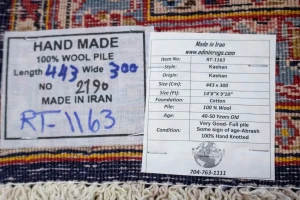 HAND MADE
100% WOOL PILE
Length 443 Wide 300
NO 2190
MADE IN IRAN
RT-1163
Made in Iran
www.admiorugs.com
Item No: RT-1163
Style: Kashan
Origin: Kashan
Size (Cm): 443 x 300
Size (Ft): 14'8"X 9'10"
Foundation: Cotton
Pile: 100 % Wool
Age: 40-50 Years Old
Condition: Very Good- Full pile
Some sign of age-Abrash
100% Hand Knotted
704-763-1111